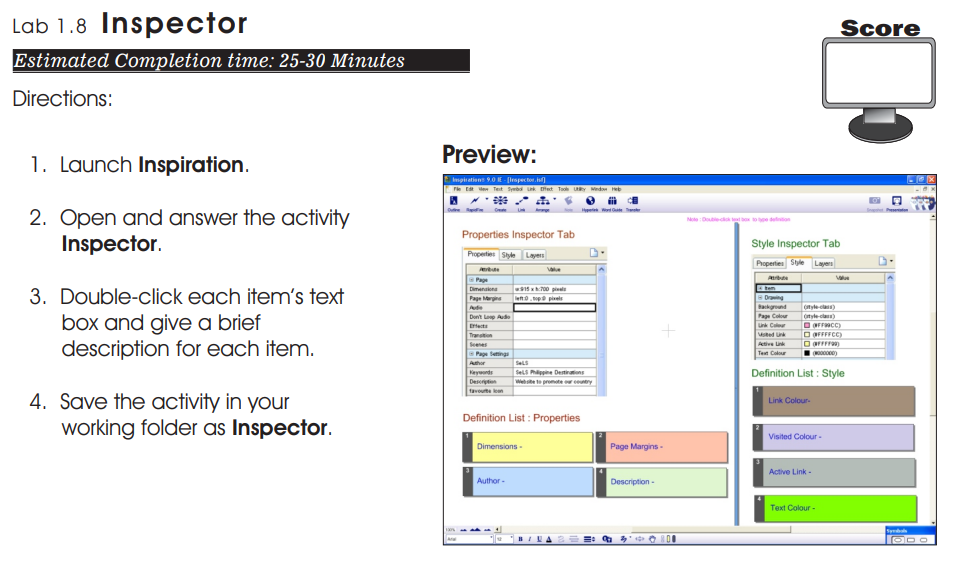 Lab 1.8 Inspector
Score
Estimated Completion time: 25-30 Minutes
Directions:
1. Launch Inspiration.
2. Open and answer the activity
Inspector.
3. Double-click each item's text
box and give a brief
description for each item.
4. Save the activity in your
working folder as Inspector.
Preview:
Inspiration® 9.0 IE - [Inspector.isf]
File Edit View Text Symbol Link Effect Tools Utility Window Help
Outline RapidFire Create Link Arrange Note Hyperlink Word Guide Transfer Snapshot Presentation
Note : Double-click text box to type definition
Properties Inspector Tab
Properties Style Layers
Attribute Value
Page
Dimensions w:915 x h:700 pixels
Page Margins left:0 , top:0 pixels
Audio
Don't Loop Audio
Effects
Transition
Scenes
Page Settings
Author SeLS
Keywords SeLS Philippine Destinations
Description Website to promote our country
favourite Icon
Definition List : Properties
1 Dimensions -
2 Page Margins -
3 Author -
4 Description -
Style Inspector Tab
Properties Style Layers
Attribute Value
Item
Drawing
Background (style-class)
Page Colour (style-class)
Link Colour (#FF99CC)
Visited Link (#FFFFCC)
Active Link (#FFFF99)
Text Colour (#000000)
Definition List : Style
1 Link Colour-
2 Visited Colour -
3 Active Link -
4 Text Colour -
100%
Arial 12 B I U A
Symbols